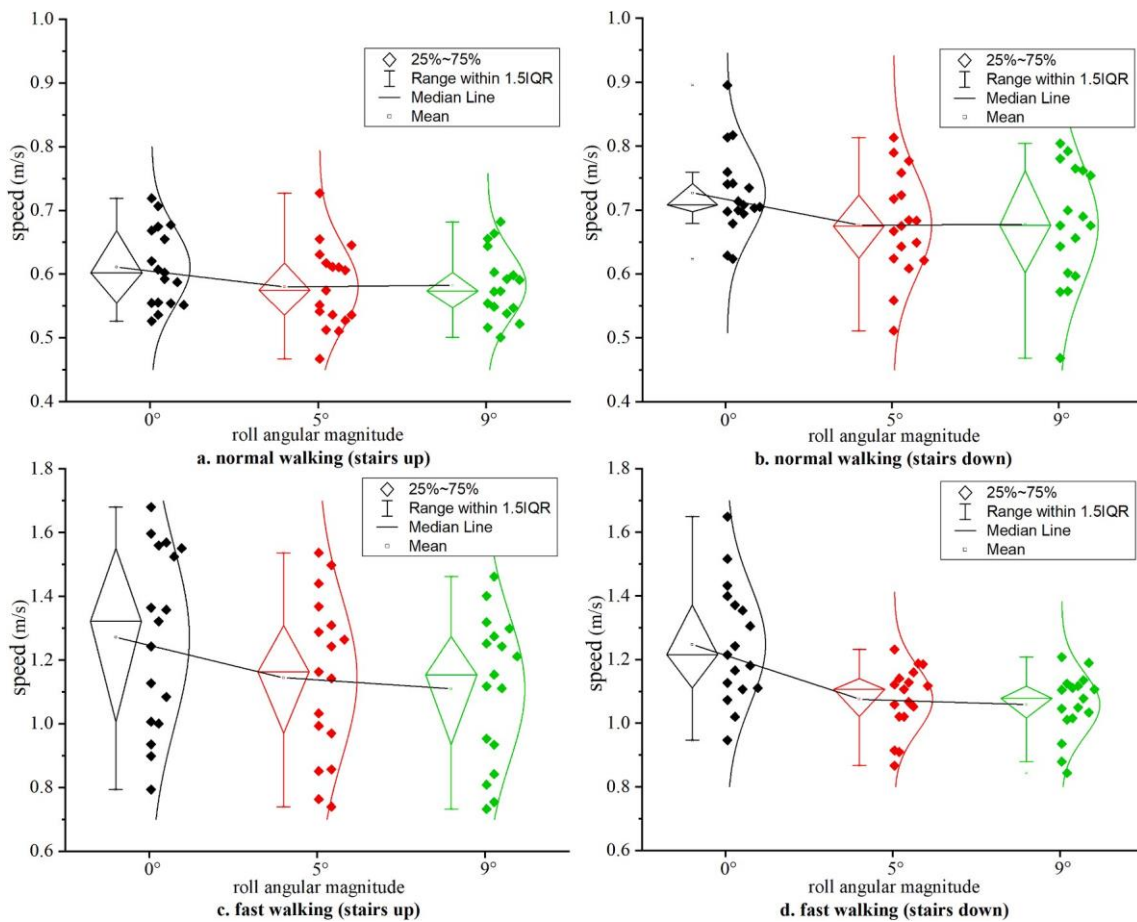 1.0
0.9
0.8
0.7
0.6
0.5
0.4
speed (m/s)
25%~75%
Range within 1.5IQR
Median Line
Mean
0°
5°
9°
roll angular magnitude
a. normal walking (stairs up)
1.0
0.9
0.8
0.7
0.6
0.5
0.4
speed (m/s)
25%~75%
Range within 1.5IQR
Median Line
Mean
0°
5°
9°
roll angular magnitude
b. normal walking (stairs down)
1.8
1.6
1.4
1.2
1.0
0.8
0.6
speed (m/s)
25%~75%
Range within 1.5IQR
Median Line
Mean
0°
5°
9°
roll angular magnitude
c. fast walking (stairs up)
1.8
1.6
1.4
1.2
1.0
0.8
0.6
speed (m/s)
25%~75%
Range within 1.5IQR
Median Line
Mean
0°
5°
9°
roll angular magnitude
d. fast walking (stairs down)